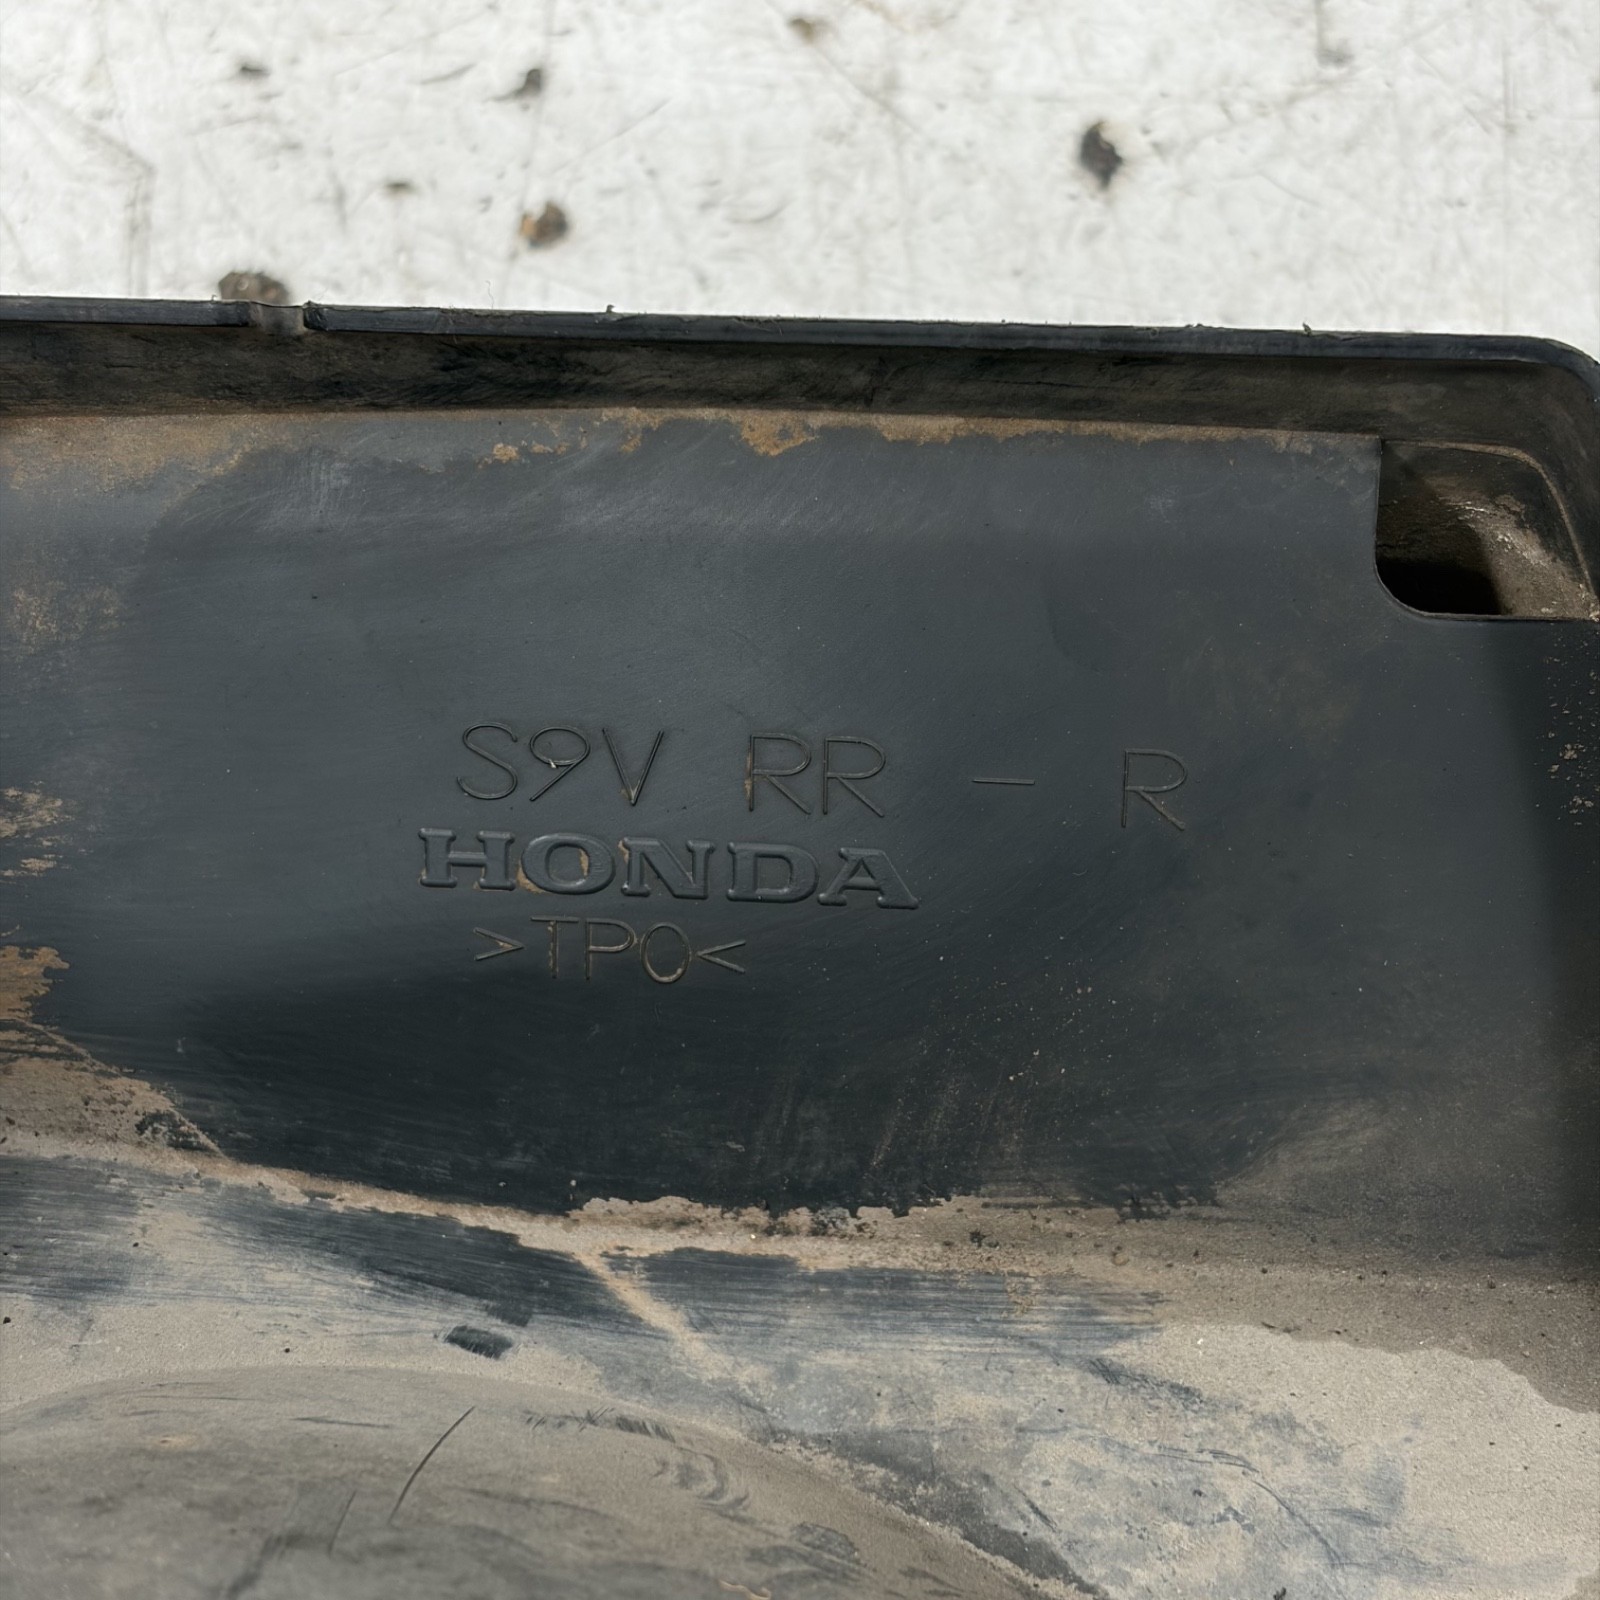 S9V RR - R
HONDA
>TPO<